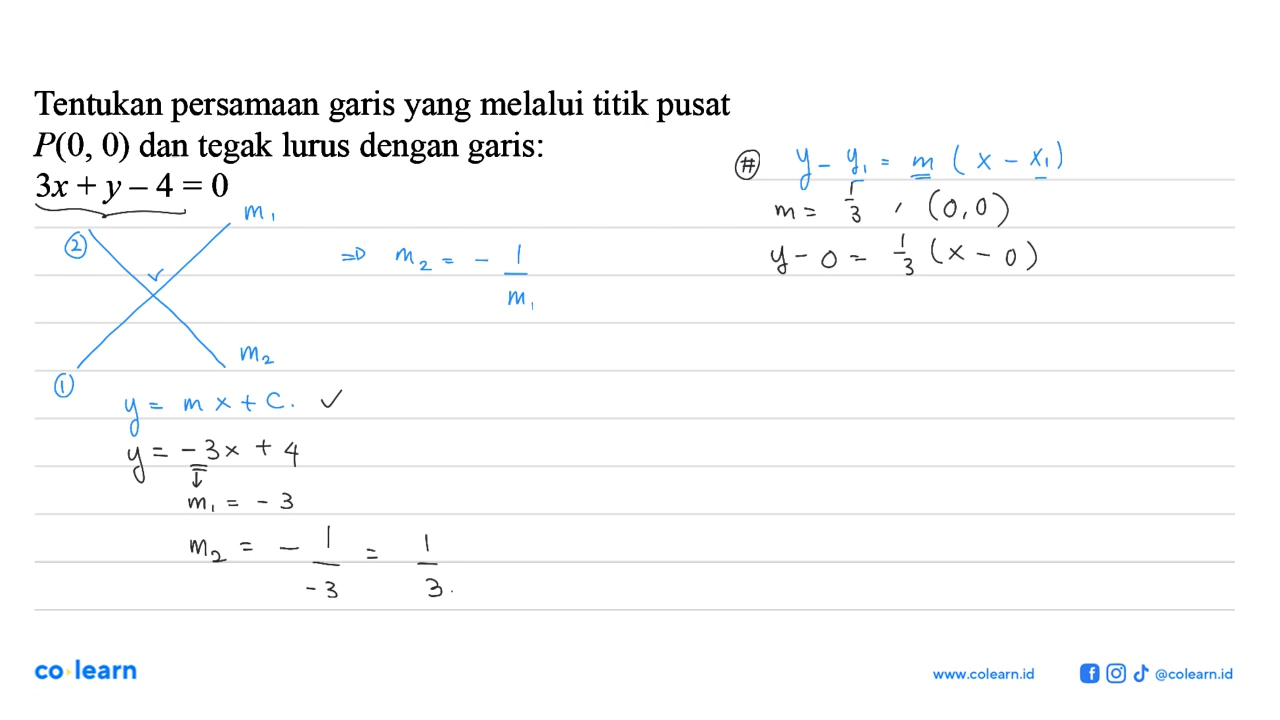 Tentukan persamaan garis yang melalui titik pusat
P(0, 0) dan tegak lurus dengan garis:
3x + y – 4 = 0
m₁
②
⇒ m₂ = - 1/m₁
m₂
①
y = mx + c. ✓
y = -3x + 4
↓
m₁ = -3
m₂ = - 1/-3 = 1/3.
# y - y₁ = m (x - x₁)
m = 1/3 , (0,0)
y - 0 = 1/3 (x - 0)
co learn
www.colearn.id
@colearn.id